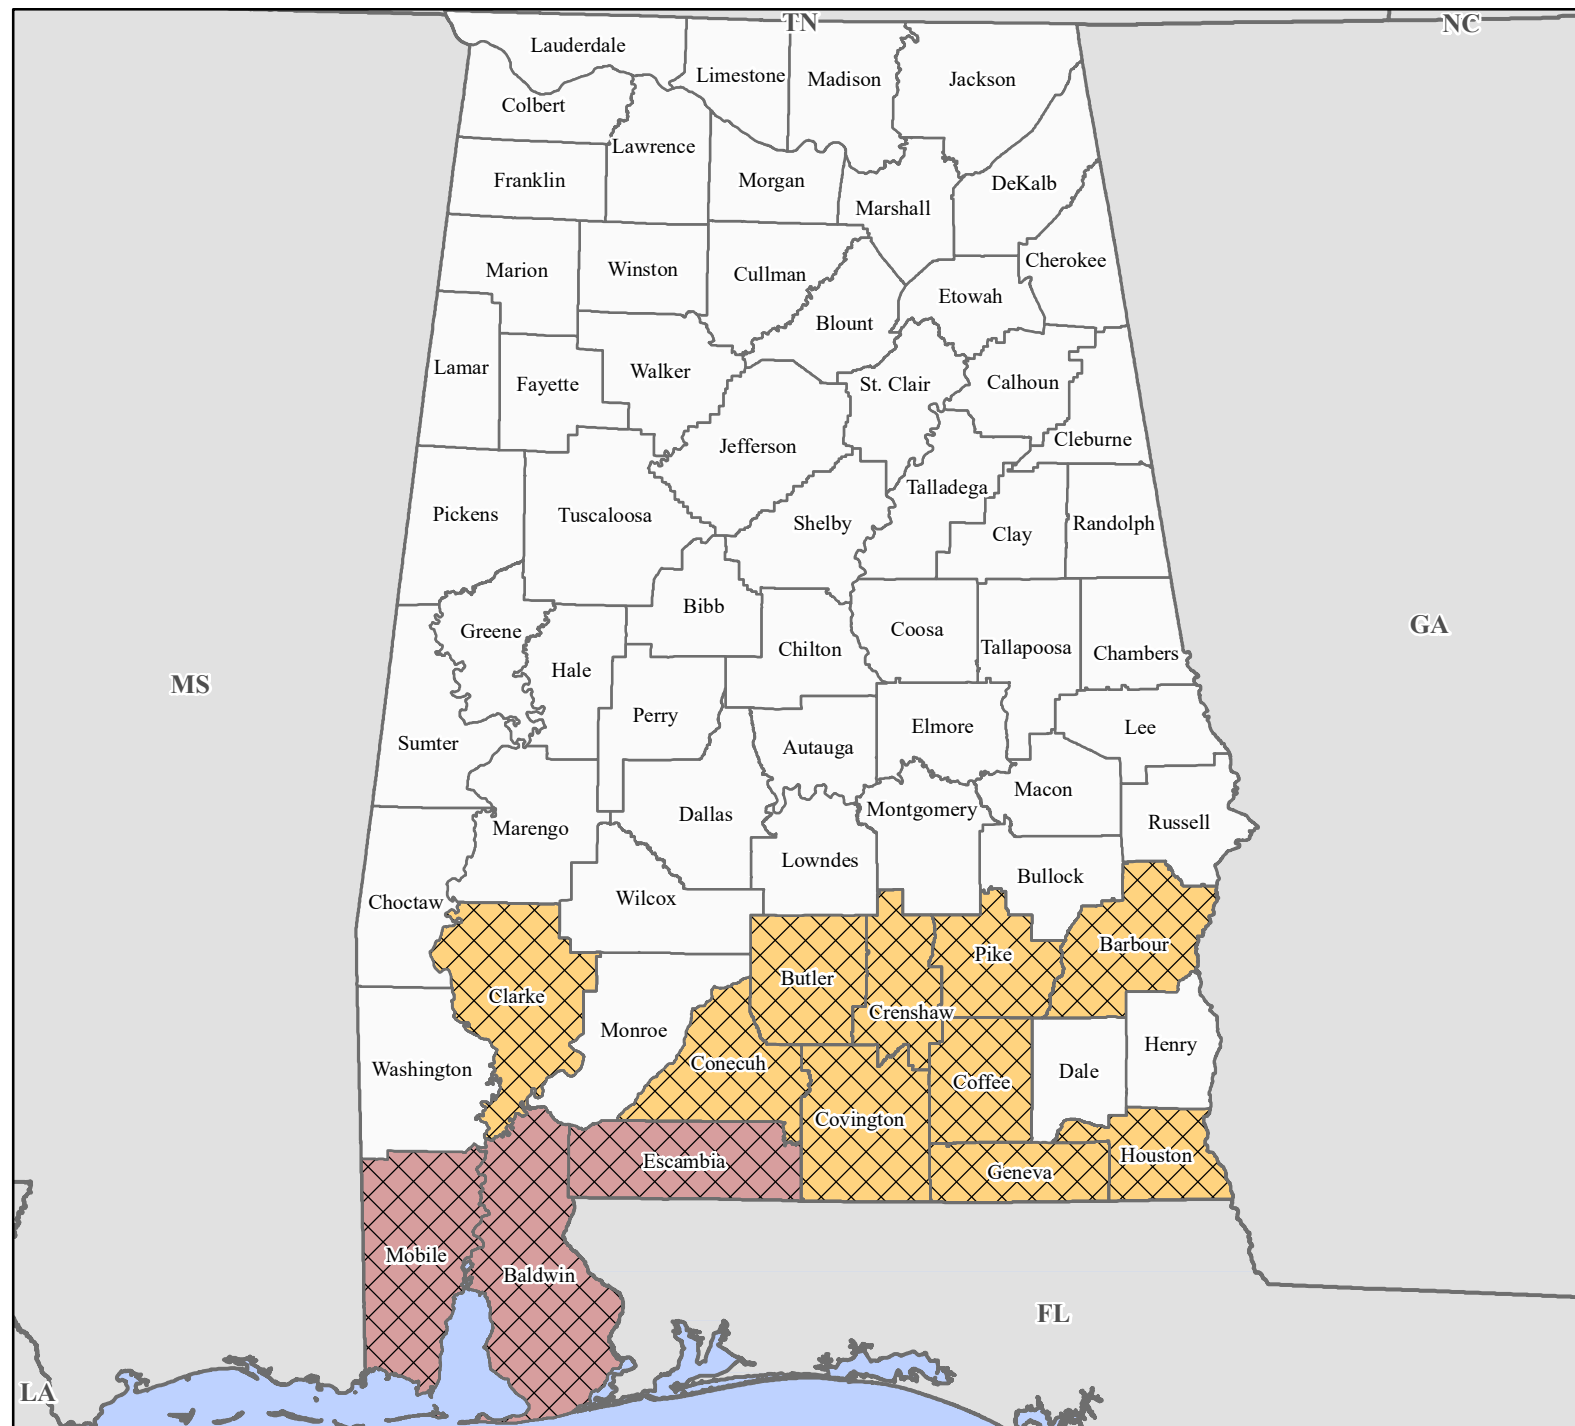 TN
NC
Lauderdale
Limestone
Madison
Jackson
Colbert
Lawrence
Franklin
Morgan
DeKalb
Marshall
Marion
Winston
Cullman
Cherokee
Etowah
Blount
Lamar
Fayette
Walker
St. Clair
Calhoun
Cleburne
Jefferson
Talladega
Pickens
Tuscaloosa
Shelby
Clay
Randolph
Bibb
Greene
Hale
Chilton
Coosa
Tallapoosa
Chambers
GA
MS
Perry
Sumter
Autauga
Elmore
Lee
Macon
Dallas
Montgomery
Marengo
Russell
Lowndes
Bullock
Choctaw
Wilcox
Barbour
Pike
Butler
Clarke
Crenshaw
Monroe
Henry
Washington
Conecuh
Coffee
Dale
Covington
Escambia
Geneva
Houston
Mobile
Baldwin
FL
LA